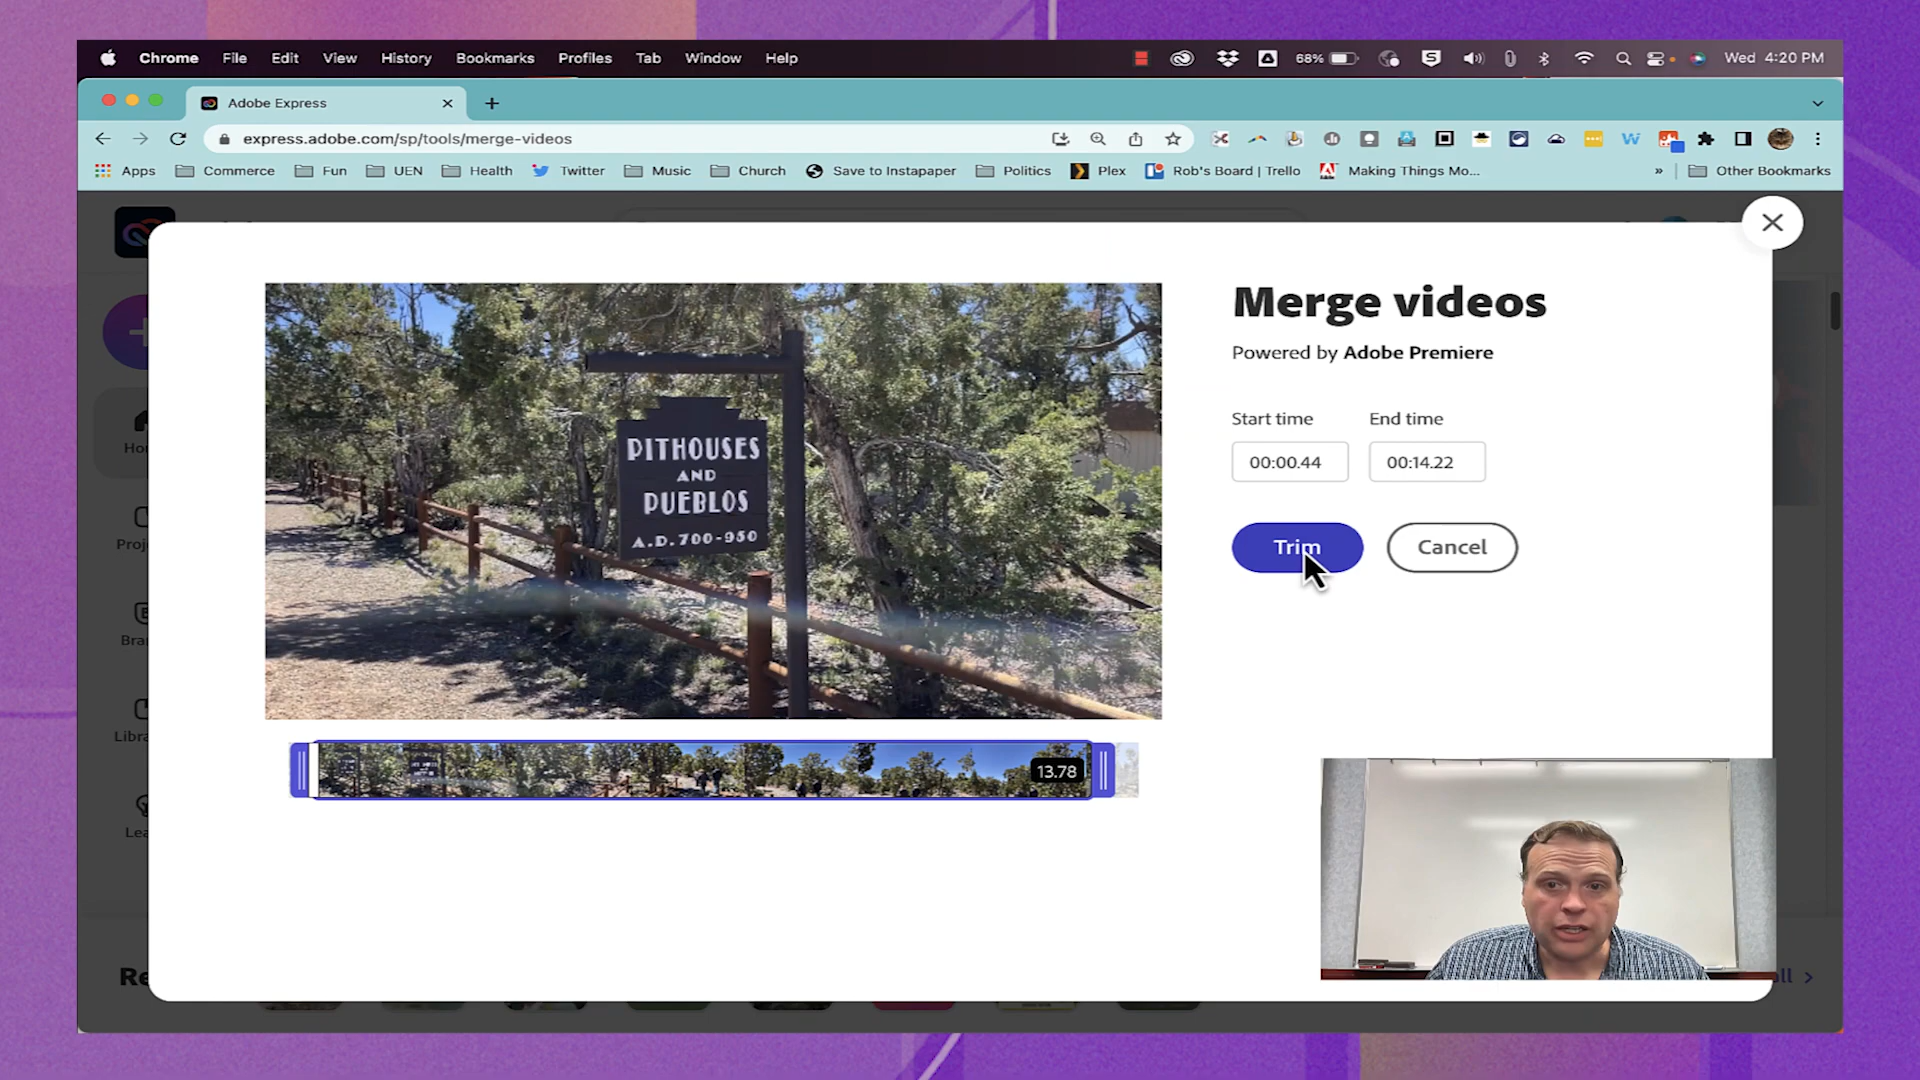 Chrome File Edit View History Bookmarks Profiles Tab Window Help 68% Wed 4:20 PM
Adobe Express
express.adobe.com/sp/tools/merge-videos
Apps Commerce Fun UEN Health Twitter Music Church Save to Instapaper Politics Plex Rob's Board | Trello Making Things Mo... » Other Bookmarks
Merge videos
Powered by Adobe Premiere
Start time End time
00:00.44 00:14.22
Trim Cancel
PITHOUSES
AND
PUEBLOS
A.D. 700-950
13.78